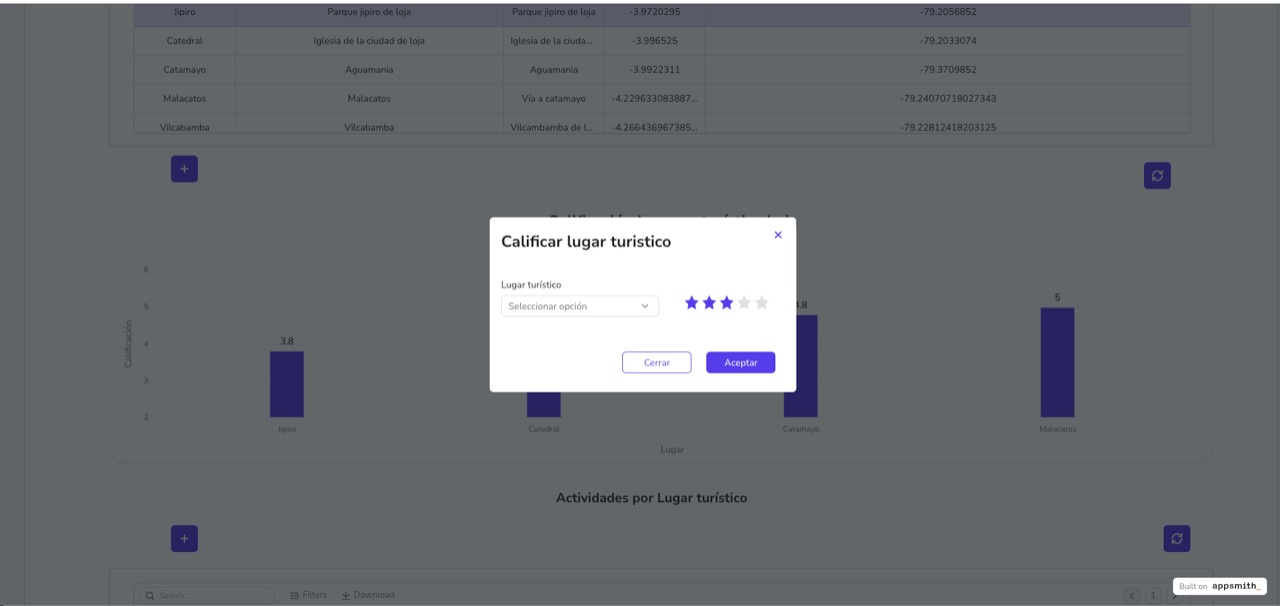 Jipiro Parque jipiro de loja Parque jipiro de loja -3.9720295 -79.2056852
Catedral Iglesia de la ciudad de loja Iglesia de la ciuda... -3.996525 -79.2033074
Catamayo Aguamania Aguamania -3.9922311 -79.3709852
Malacatos Malacatos Vía a catamayo -4.229633083887... -79.24070718027343
Vilcabamba Vilcabamba Vilcambamba de l... -4.266436967385... -79.22812418203125
+
Calificar lugar turistico
×
Lugar turístico
Seleccionar opción
Cerrar Aceptar
6
5
4
3
2
Calificación
3.8
5
Jipiro Catedral Catamayo Malacatos
Lugar
Actividades por Lugar turístico
+
Search... Filters Download 1
Built on appsmith_